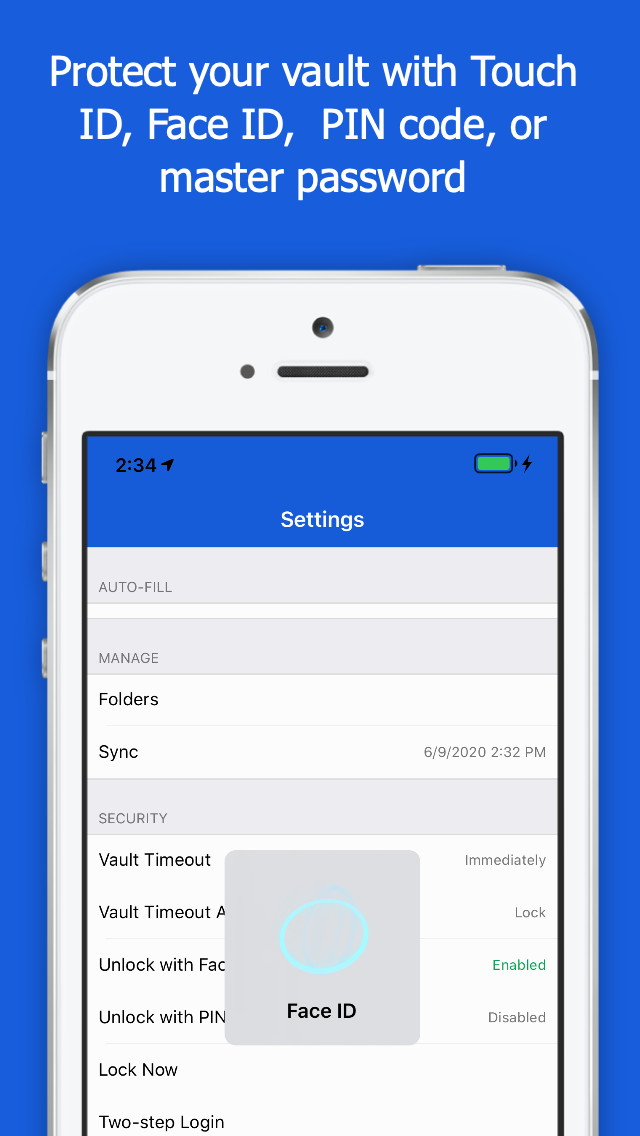 Protect your vault with Touch
ID, Face ID,  PIN code, or
master password
2:34
Settings
AUTO-FILL
MANAGE
Folders
Sync 6/9/2020 2:32 PM
SECURITY
Vault Timeout Immediately
Vault Timeout A Lock
Unlock with Fac Enabled
Unlock with PIN Disabled
Face ID
Lock Now
Two-step Login